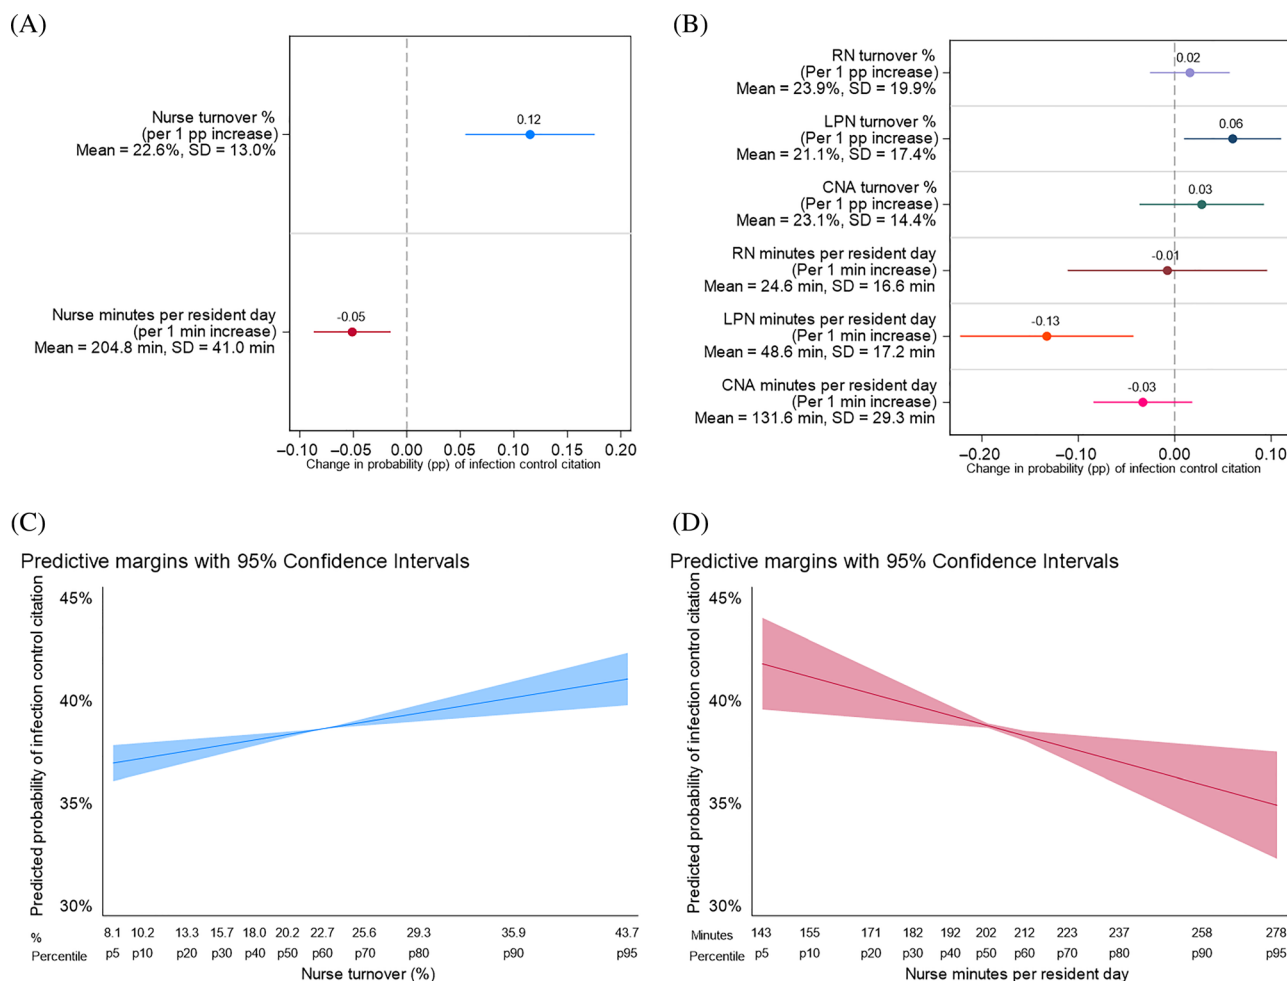 (A)
Nurse turnover %
(per 1 pp increase)
Mean = 22.6%, SD = 13.0%
0.12
Nurse minutes per resident day
(per 1 min increase)
Mean = 204.8 min, SD = 41.0 min
-0.05
−0.10 −0.05 0.00 0.05 0.10 0.15 0.20
Change in probability (pp) of infection control citation
(B)
RN turnover %
(Per 1 pp increase)
Mean = 23.9%, SD = 19.9%
0.02
LPN turnover %
(Per 1 pp increase)
Mean = 21.1%, SD = 17.4%
0.06
CNA turnover %
(Per 1 pp increase)
Mean = 23.1%, SD = 14.4%
0.03
RN minutes per resident day
(Per 1 min increase)
Mean = 24.6 min, SD = 16.6 min
-0.01
LPN minutes per resident day
(Per 1 min increase)
Mean = 48.6 min, SD = 17.2 min
-0.13
CNA minutes per resident day
(Per 1 min increase)
Mean = 131.6 min, SD = 29.3 min
-0.03
−0.20 −0.10 0.00 0.10
Change in probability (pp) of infection control citation
(C)
Predictive margins with 95% Confidence Intervals
Predicted probability of infection control citation
45%
40%
35%
30%
% 8.1 10.2 13.3 15.7 18.0 20.2 22.7 25.6 29.3 35.9 43.7
Percentile p5 p10 p20 p30 p40 p50 p60 p70 p80 p90 p95
Nurse turnover (%)
(D)
Predictive margins with 95% Confidence Intervals
Predicted probability of infection control citation
45%
40%
35%
30%
Minutes 143 155 171 182 192 202 212 223 237 258 278
Percentile p5 p10 p20 p30 p40 p50 p60 p70 p80 p90 p95
Nurse minutes per resident day